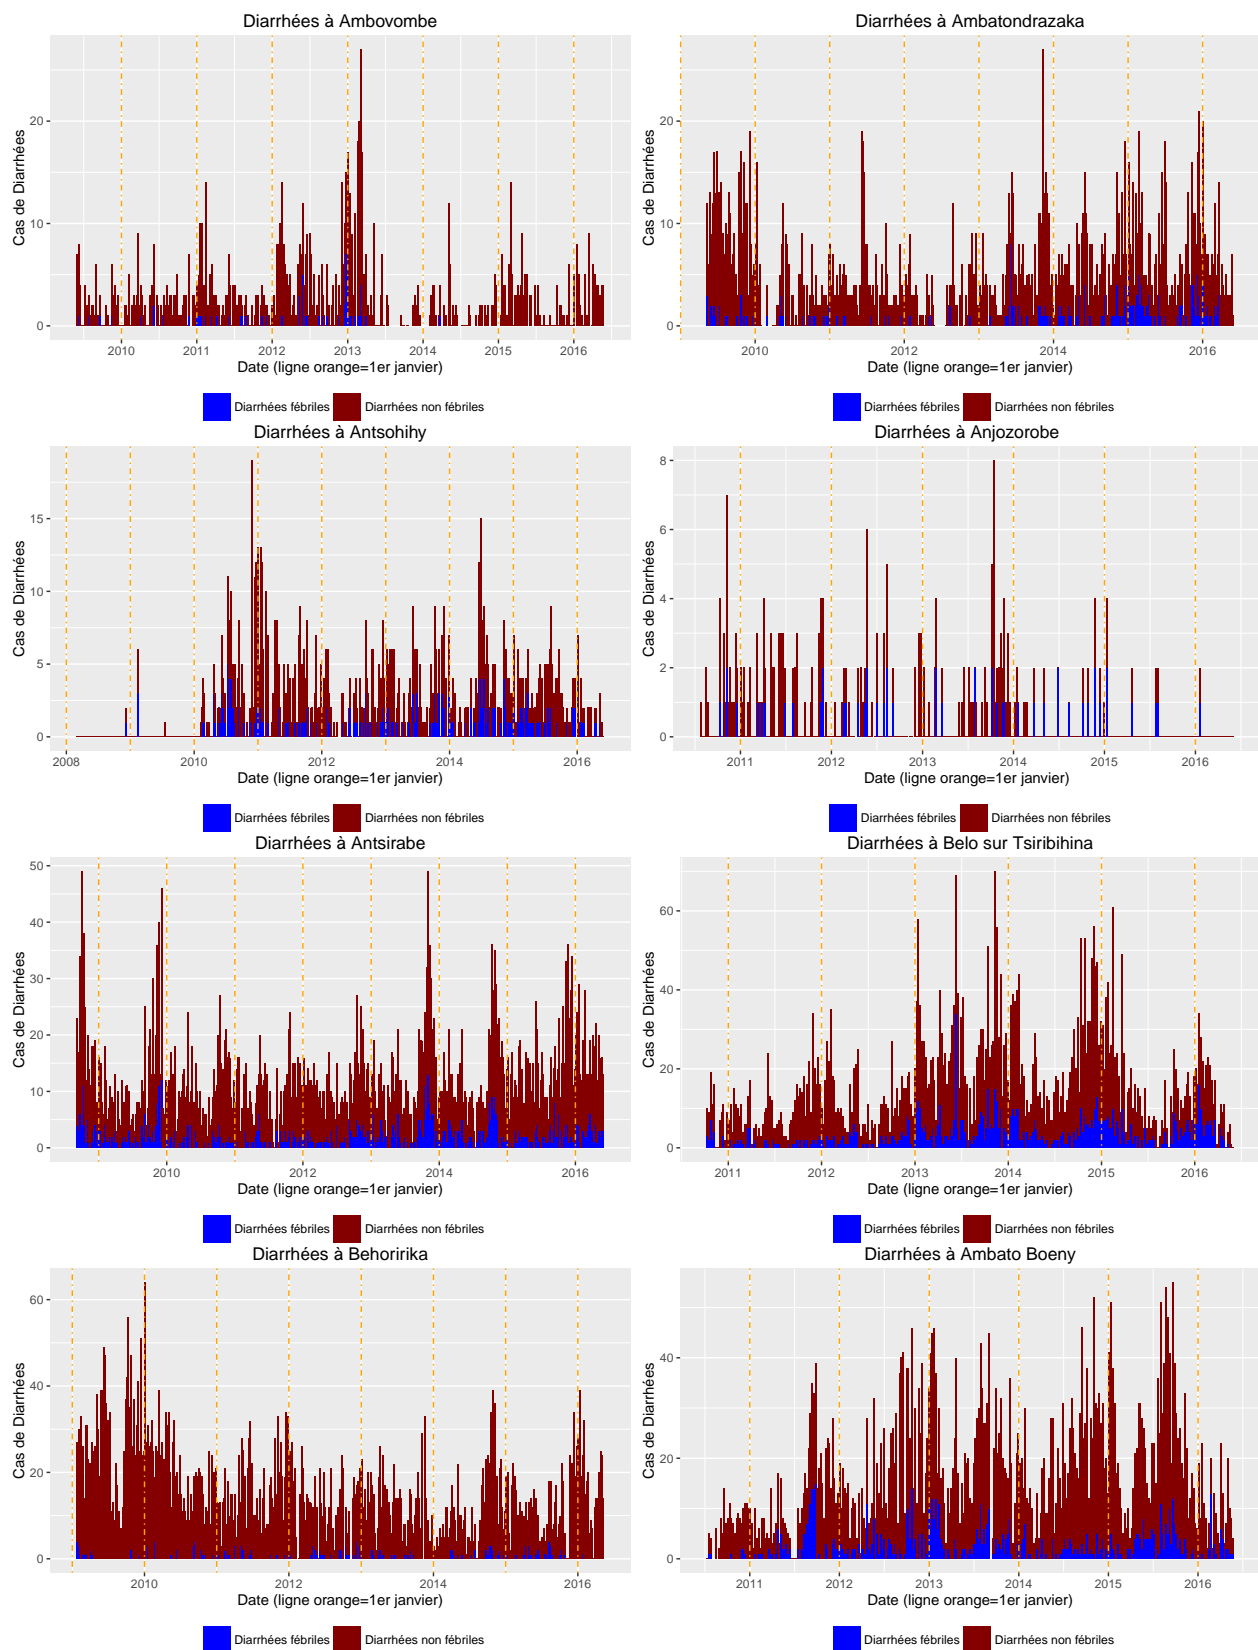 Diarrhées à Ambovombe
Cas de Diarrhées
20
10
0
2010 2011 2012 2013 2014 2015 2016
Date (ligne orange=1er janvier)
Diarrhées fébriles Diarrhées non fébriles
Diarrhées à Ambatondrazaka
Cas de Diarrhées
20
10
0
2010 2012 2014 2016
Date (ligne orange=1er janvier)
Diarrhées fébriles Diarrhées non fébriles
Diarrhées à Antsohihy
Cas de Diarrhées
15
10
5
0
2008 2010 2012 2014 2016
Date (ligne orange=1er janvier)
Diarrhées fébriles Diarrhées non fébriles
Diarrhées à Anjozorobe
Cas de Diarrhées
8
6
4
2
0
2011 2012 2013 2014 2015 2016
Date (ligne orange=1er janvier)
Diarrhées fébriles Diarrhées non fébriles
Diarrhées à Antsirabe
Cas de Diarrhées
50
40
30
20
10
0
2010 2012 2014 2016
Date (ligne orange=1er janvier)
Diarrhées fébriles Diarrhées non fébriles
Diarrhées à Belo sur Tsiribihina
Cas de Diarrhées
60
40
20
0
2011 2012 2013 2014 2015 2016
Date (ligne orange=1er janvier)
Diarrhées fébriles Diarrhées non fébriles
Diarrhées à Behoririka
Cas de Diarrhées
60
40
20
0
2010 2012 2014 2016
Date (ligne orange=1er janvier)
Diarrhées fébriles Diarrhées non fébriles
Diarrhées à Ambato Boeny
Cas de Diarrhées
40
20
0
2011 2012 2013 2014 2015 2016
Date (ligne orange=1er janvier)
Diarrhées fébriles Diarrhées non fébriles